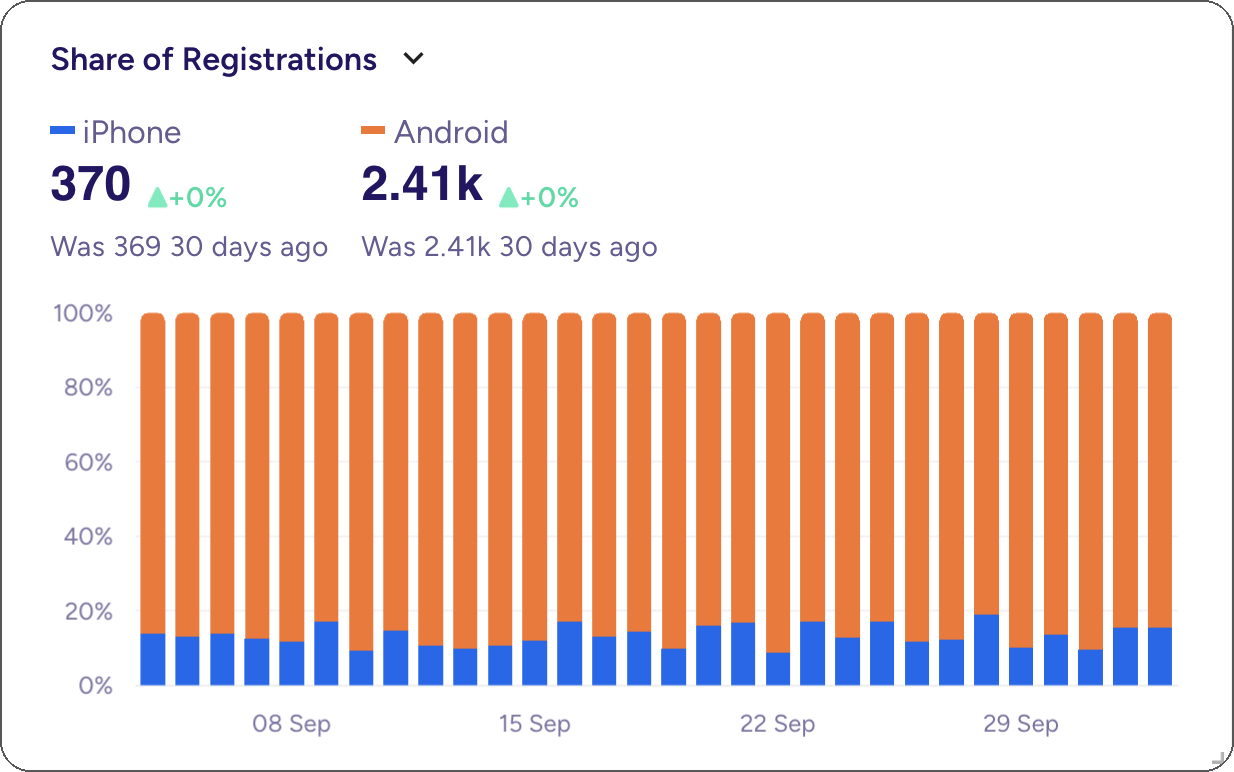 Share of Registrations
iPhone Android
370 ▲+0% 2.41k ▲+0%
Was 369 30 days ago Was 2.41k 30 days ago
100%
80%
60%
40%
20%
0%
08 Sep 15 Sep 22 Sep 29 Sep